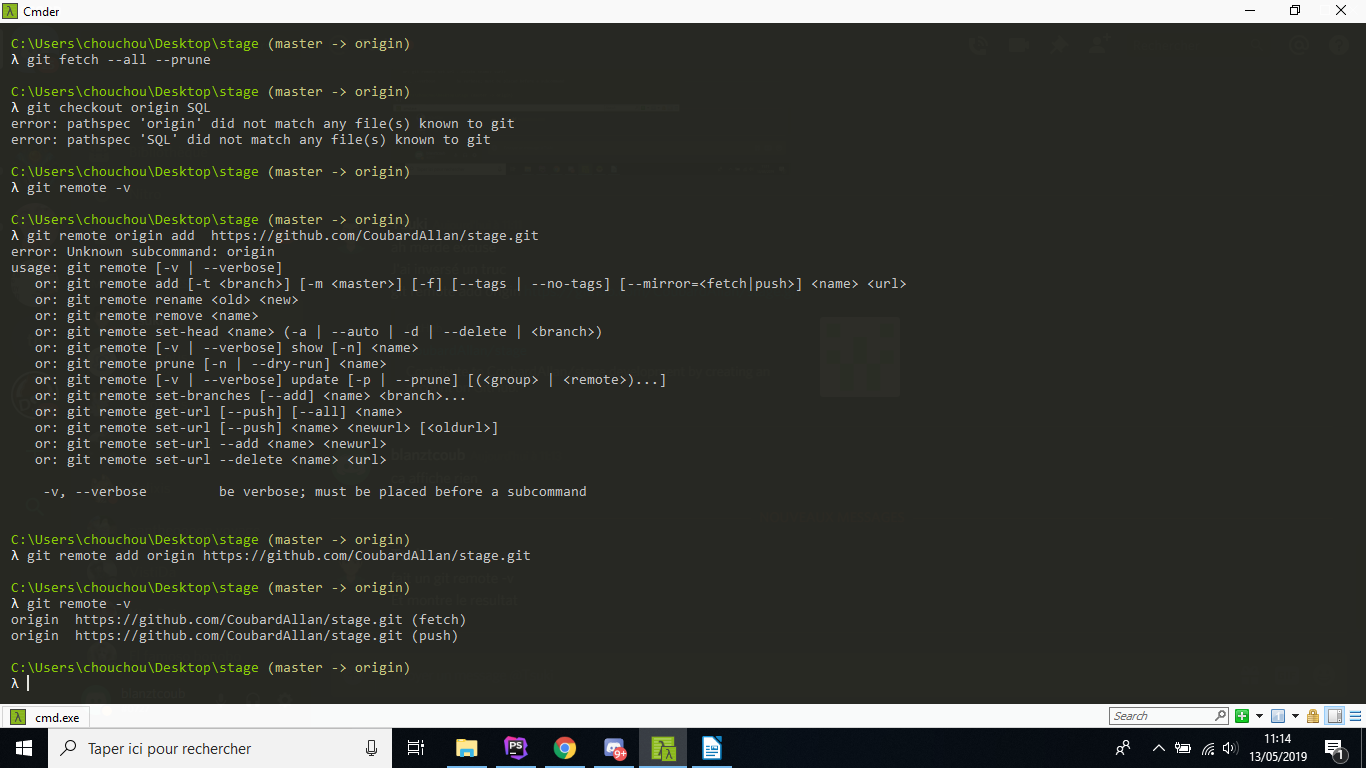 Cmder
C:\Users\chouchou\Desktop\stage (master -> origin)
λ git fetch --all --prune
C:\Users\chouchou\Desktop\stage (master -> origin)
λ git checkout origin SQL
error: pathspec 'origin' did not match any file(s) known to git
error: pathspec 'SQL' did not match any file(s) known to git
C:\Users\chouchou\Desktop\stage (master -> origin)
λ git remote -v
C:\Users\chouchou\Desktop\stage (master -> origin)
λ git remote origin add  https://github.com/CoubardAllan/stage.git
error: Unknown subcommand: origin
usage: git remote [-v | --verbose]
   or: git remote add [-t <branch>] [-m <master>] [-f] [--tags | --no-tags] [--mirror=<fetch|push>] <name> <url>
   or: git remote rename <old> <new>
   or: git remote remove <name>
   or: git remote set-head <name> (-a | --auto | -d | --delete | <branch>)
   or: git remote [-v | --verbose] show [-n] <name>
   or: git remote prune [-n | --dry-run] <name>
   or: git remote [-v | --verbose] update [-p | --prune] [(<group> | <remote>)...]
   or: git remote set-branches [--add] <name> <branch>...
   or: git remote get-url [--push] [--all] <name>
   or: git remote set-url [--push] <name> <newurl> [<oldurl>]
   or: git remote set-url --add <name> <newurl>
   or: git remote set-url --delete <name> <url>
    -v, --verbose         be verbose; must be placed before a subcommand
C:\Users\chouchou\Desktop\stage (master -> origin)
λ git remote add origin https://github.com/CoubardAllan/stage.git
C:\Users\chouchou\Desktop\stage (master -> origin)
λ git remote -v
origin  https://github.com/CoubardAllan/stage.git (fetch)
origin  https://github.com/CoubardAllan/stage.git (push)
C:\Users\chouchou\Desktop\stage (master -> origin)
λ
cmd.exe
Search
Taper ici pour rechercher
PS
9+
11:14
13/05/2019
1